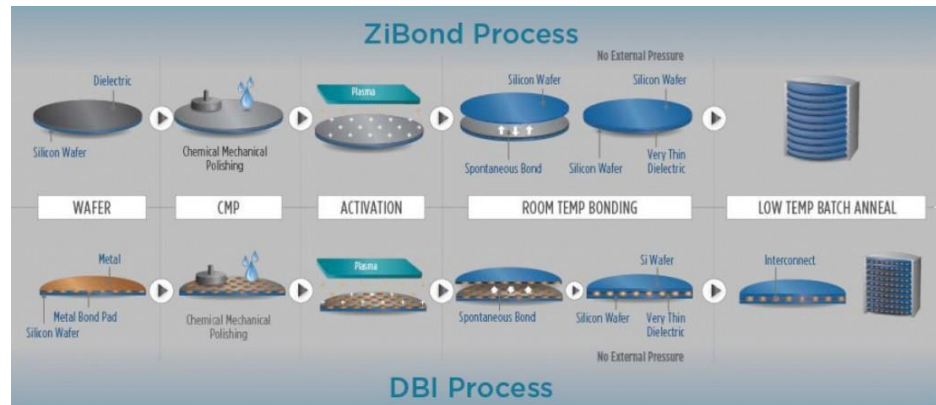 ZiBond Process
No External Pressure
Dielectric
Silicon Wafer
Plasma
Chemical Mechanical
Polishing
Silicon Wafer
Spontaneous Bond
Silicon Wafer
Silicon Wafer
Very Thin
Dielectric
WAFER
CMP
ACTIVATION
ROOM TEMP BONDING
LOW TEMP BATCH ANNEAL
Metal
Metal Bond Pad
Silicon Wafer
Chemical Mechanical
Polishing
Plasma
Spontaneous Bond
Si Wafer
Silicon Wafer
Very Thin
Dielectric
Interconnect
No External Pressure
DBI Process